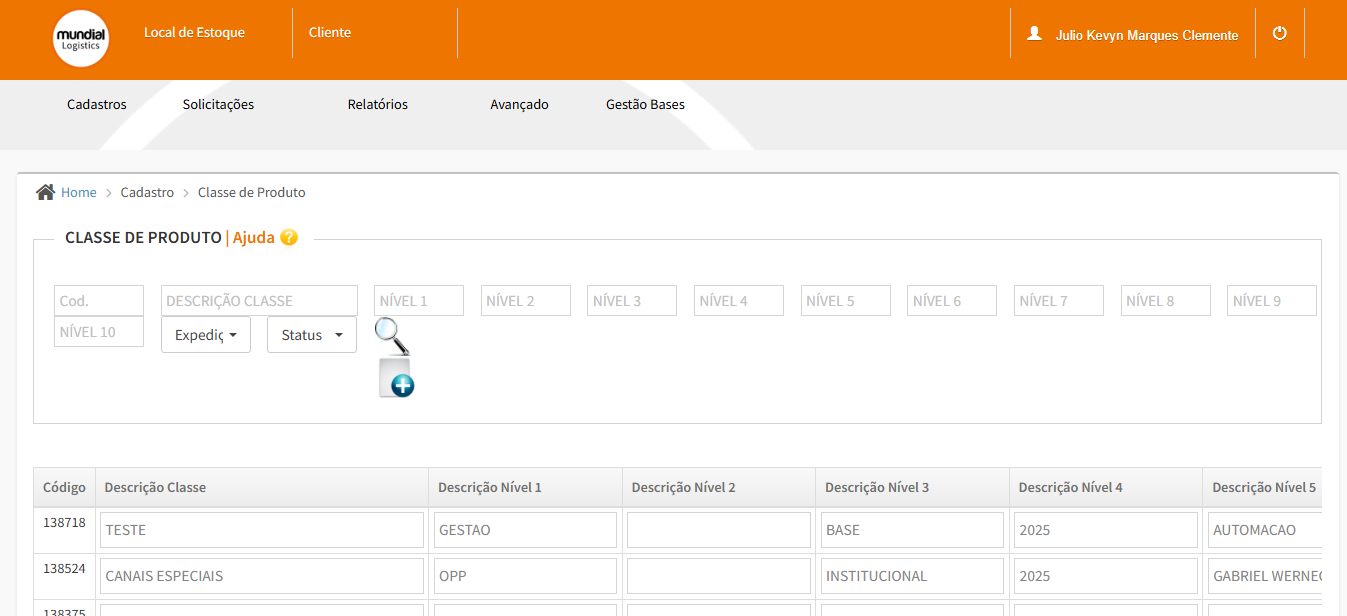 mundial
Logistics
Local de Estoque
Cliente
Julio Kevyn Marques Clemente
Cadastros
Solicitações
Relatórios
Avançado
Gestão Bases
Home > Cadastro > Classe de Produto
CLASSE DE PRODUTO | Ajuda ?
Cod. DESCRIÇÃO CLASSE NÍVEL 1 NÍVEL 2 NÍVEL 3 NÍVEL 4 NÍVEL 5 NÍVEL 6 NÍVEL 7 NÍVEL 8 NÍVEL 9
NÍVEL 10 Expediç Status
Código Descrição Classe Descrição Nível 1 Descrição Nível 2 Descrição Nível 3 Descrição Nível 4 Descrição Nível 5
138718 TESTE GESTAO BASE 2025 AUTOMACAO
138524 CANAIS ESPECIAIS OPP INSTITUCIONAL 2025 GABRIEL WERNEC
138375